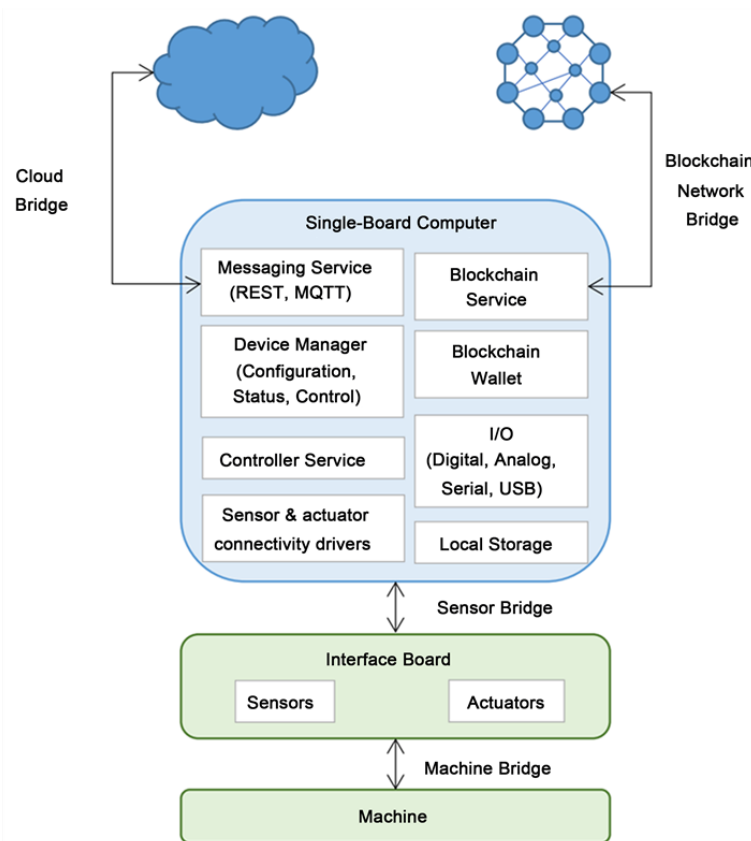 Cloud
Bridge
Blockchain
Network
Bridge
Single-Board Computer
Messaging Service
(REST, MQTT)
Blockchain
Service
Device Manager
(Configuration,
Status, Control)
Blockchain
Wallet
Controller Service
I/O
(Digital, Analog,
Serial, USB)
Sensor & actuator
connectivity drivers
Local Storage
Sensor Bridge
Interface Board
Sensors
Actuators
Machine Bridge
Machine